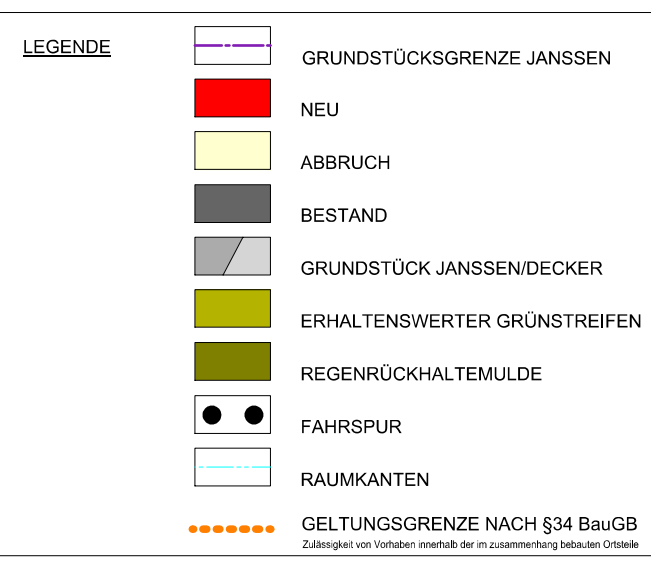 LEGENDE
GRUNDSTÜCKSGRENZE JANSSEN
NEU
ABBRUCH
BESTAND
GRUNDSTÜCK JANSSEN/DECKER
ERHALTENSWERTER GRÜNSTREIFEN
REGENRÜCKHALTEMULDE
FAHRSPUR
RAUMKANTEN
GELTUNGSGRENZE NACH §34 BauGB
Zulässigkeit von Vorhaben innerhalb der im zusammenhang bebauten Ortsteile